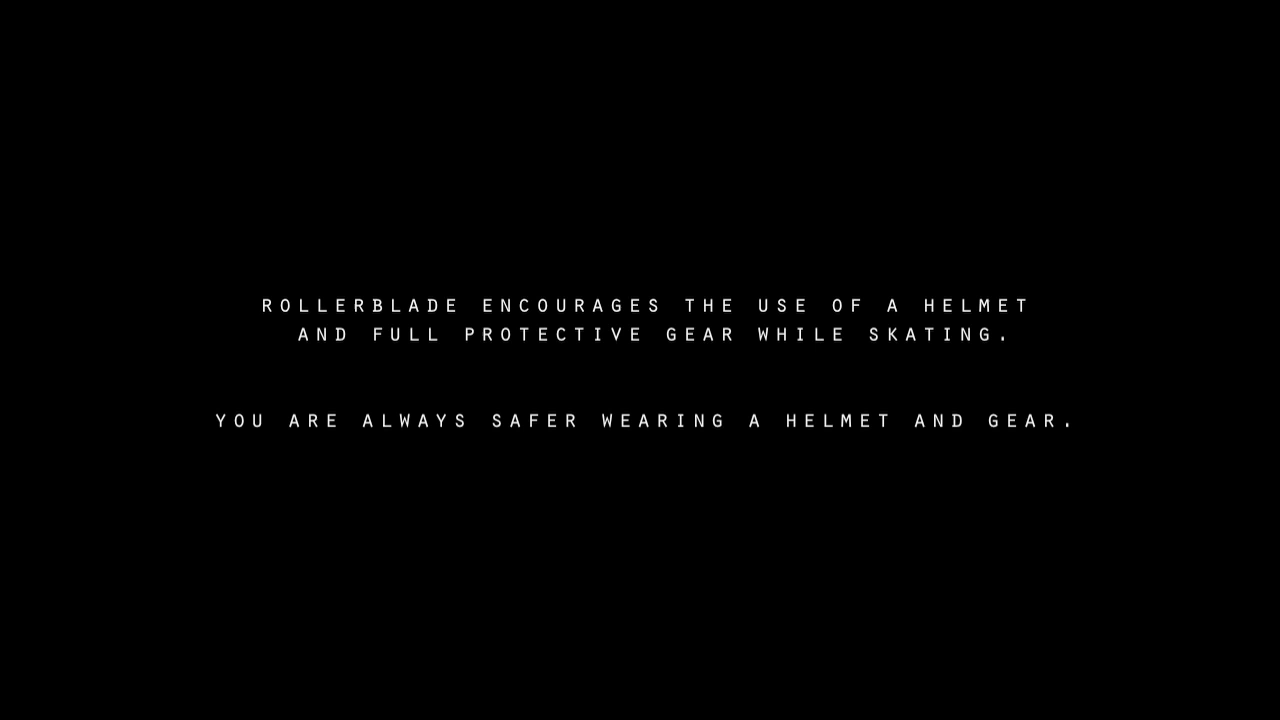 ROLLERBLADE ENCOURAGES THE USE OF A HELMET
AND FULL PROTECTIVE GEAR WHILE SKATING.
YOU ARE ALWAYS SAFER WEARING A HELMET AND GEAR.